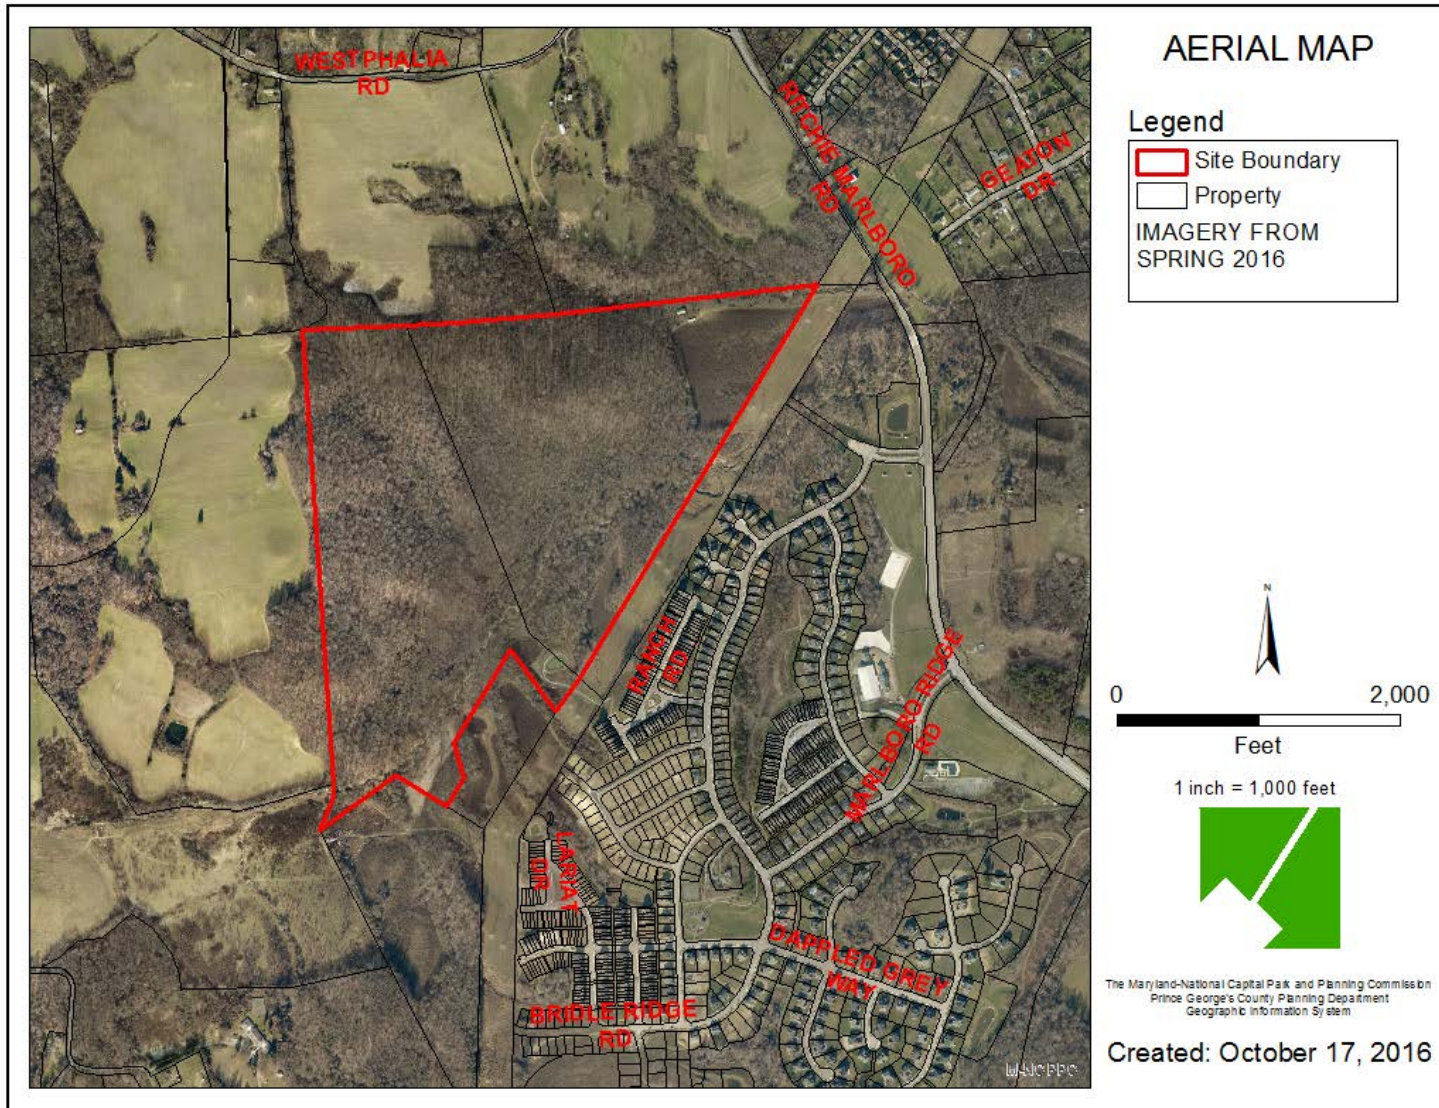 AERIAL MAP
Legend
Site Boundary
Property
IMAGERY FROM
SPRING 2016
WESTPHALIA
RD
RITCHIE MARLBORO
RD
GEATON
DR
RANCH
RD
MARLBORO RIDGE
RD
LARIAT
DR
DAPPLED GREY
WAY
BRIDLE RIDGE
RD
M-NCPPC
N
0 2,000
Feet
1 inch = 1,000 feet
The Maryland-National Capital Park and Planning Commission
Prince George's County Planning Department
Geographic Information System
Created: October 17, 2016